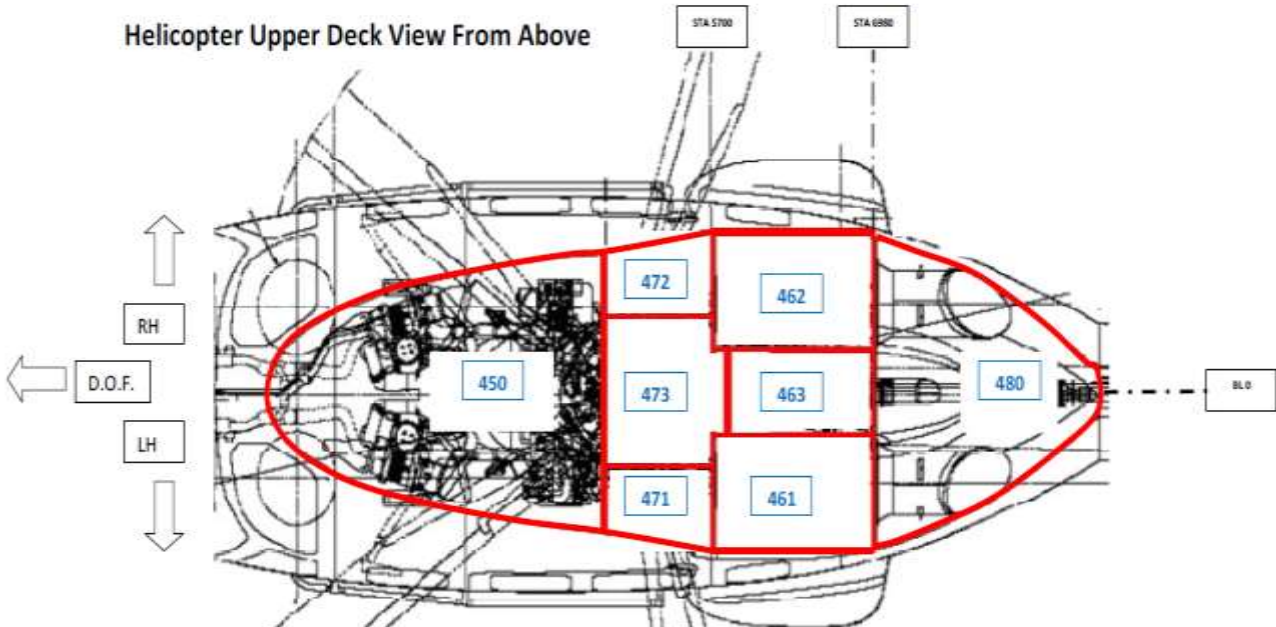 Helicopter Upper Deck View From Above
STA 5700
STA 6980
RH
D.O.F.
LH
472
462
450
473
463
480
471
461
BL 0